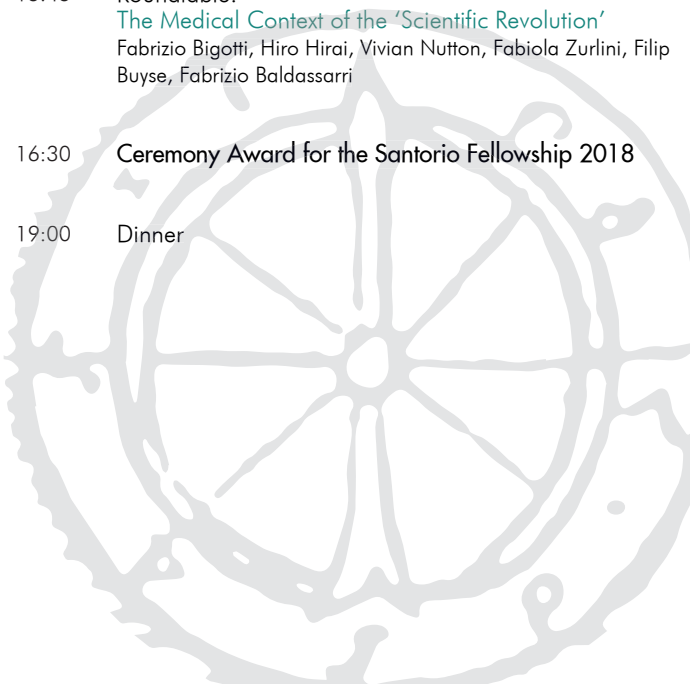 Roundtable:
The Medical Context of the ‘Scientific Revolution’
Fabrizio Bigotti, Hiro Hirai, Vivian Nutton, Fabiola Zurlini, Filip
Buyse, Fabrizio Baldassarri
16:30 Ceremony Award for the Santorio Fellowship 2018
19:00 Dinner